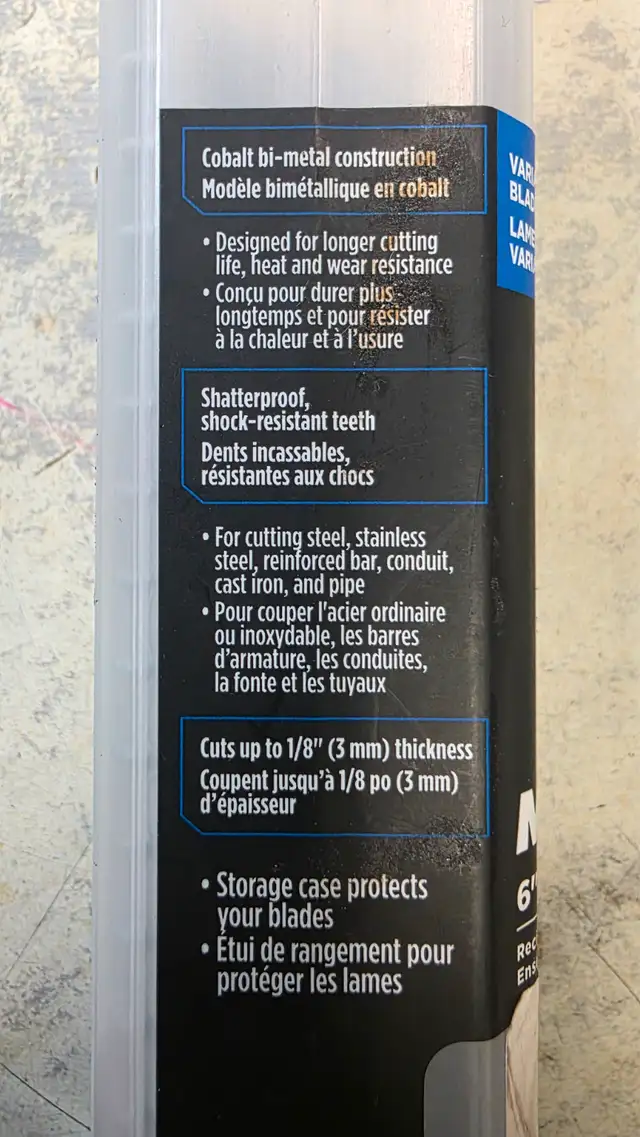 Cobalt bi-metal construction
Modèle bimétallique en cobalt
• Designed for longer cutting
life, heat and wear resistance
• Conçu pour durer plus
longtemps et pour résister
à la chaleur et à l'usure
Shatterproof,
shock-resistant teeth
Dents incassables,
résistantes aux chocs
• For cutting steel, stainless
steel, reinforced bar, conduit,
cast iron, and pipe
• Pour couper l'acier ordinaire
ou inoxydable, les barres
d'armature, les conduites,
la fonte et les tuyaux
Cuts up to 1/8" (3 mm) thickness
Coupent jusqu'à 1/8 po (3 mm)
d'épaisseur
• Storage case protects
your blades
• Étui de rangement pour
protéger les lames
6"